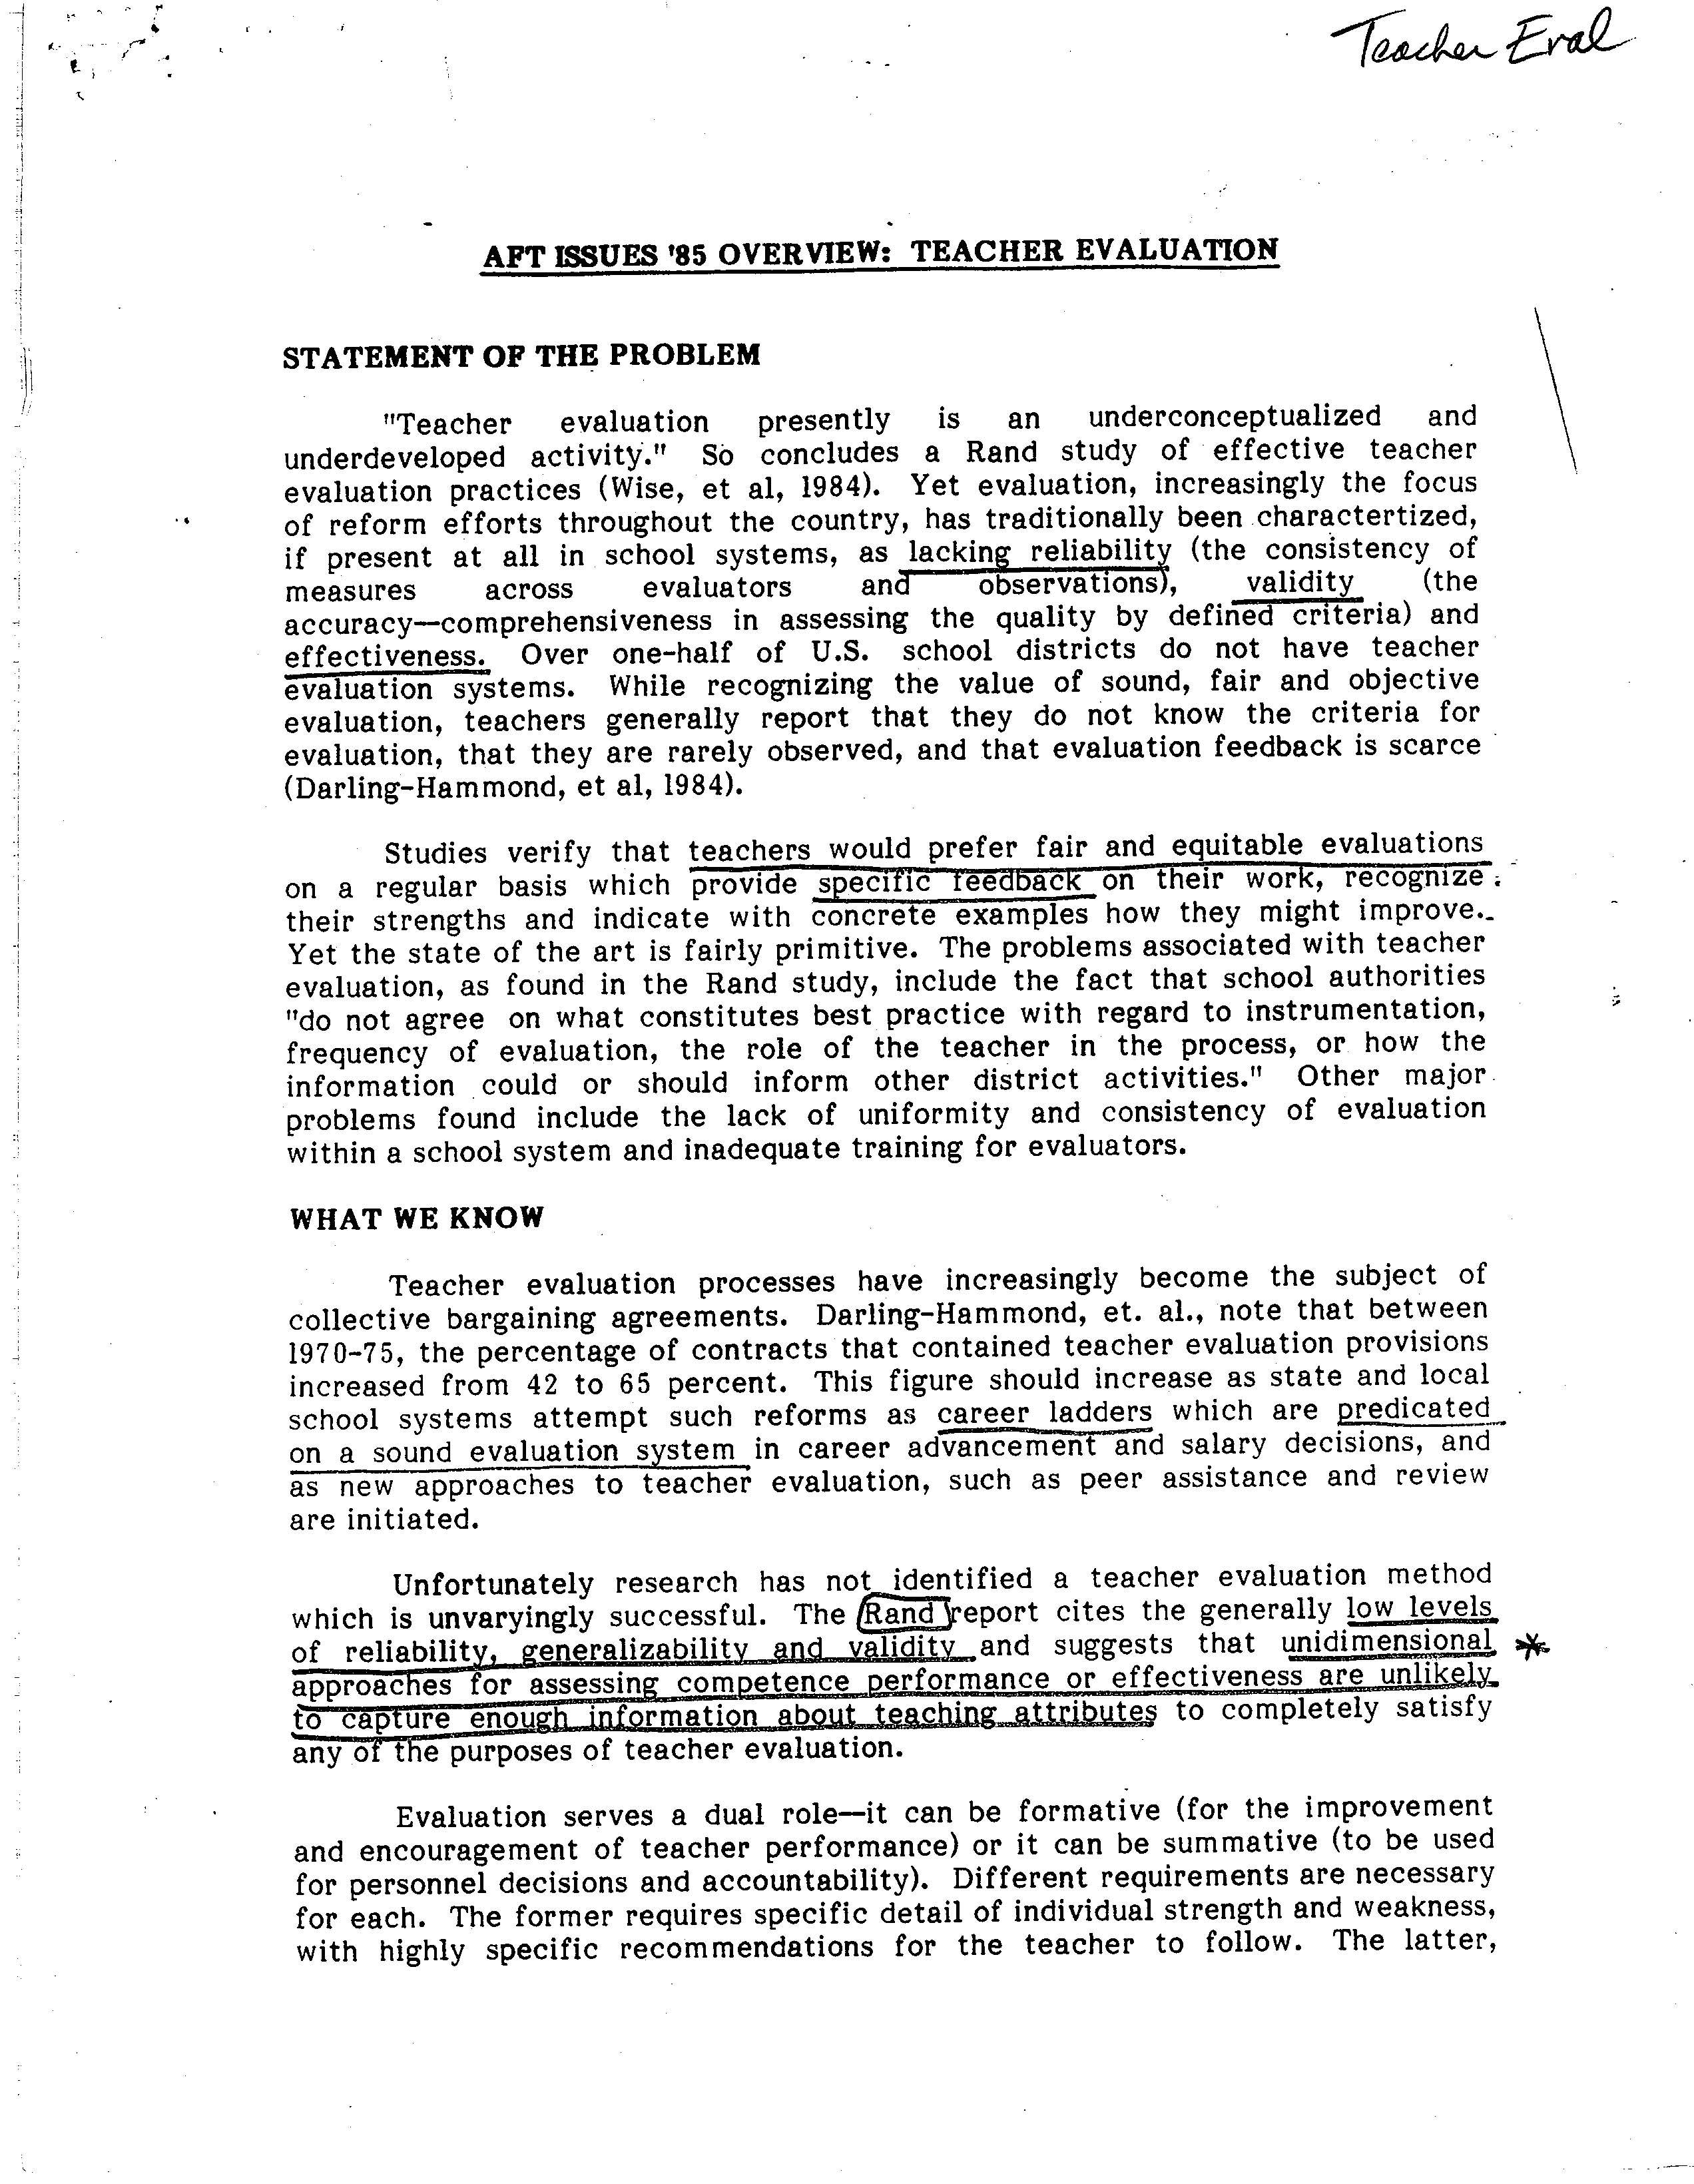 Teacher Eval
AFT ISSUES '85 OVERVIEW: TEACHER EVALUATION
STATEMENT OF THE PROBLEM
"Teacher evaluation presently is an underconceptualized and
underdeveloped activity." So concludes a Rand study of effective teacher
evaluation practices (Wise, et al, 1984). Yet evaluation, increasingly the focus
of reform efforts throughout the country, has traditionally been charactertized,
if present at all in school systems, as lacking reliability (the consistency of
measures across evaluators and observations), validity (the
accuracy—comprehensiveness in assessing the quality by defined criteria) and
effectiveness. Over one-half of U.S. school districts do not have teacher
evaluation systems. While recognizing the value of sound, fair and objective
evaluation, teachers generally report that they do not know the criteria for
evaluation, that they are rarely observed, and that evaluation feedback is scarce
(Darling-Hammond, et al, 1984).
Studies verify that teachers would prefer fair and equitable evaluations
on a regular basis which provide specific feedback on their work, recognize
their strengths and indicate with concrete examples how they might improve.
Yet the state of the art is fairly primitive. The problems associated with teacher
evaluation, as found in the Rand study, include the fact that school authorities
"do not agree on what constitutes best practice with regard to instrumentation,
frequency of evaluation, the role of the teacher in the process, or how the
information could or should inform other district activities." Other major
problems found include the lack of uniformity and consistency of evaluation
within a school system and inadequate training for evaluators.
WHAT WE KNOW
Teacher evaluation processes have increasingly become the subject of
collective bargaining agreements. Darling-Hammond, et. al., note that between
1970-75, the percentage of contracts that contained teacher evaluation provisions
increased from 42 to 65 percent. This figure should increase as state and local
school systems attempt such reforms as career ladders which are predicated
on a sound evaluation system in career advancement and salary decisions, and
as new approaches to teacher evaluation, such as peer assistance and review
are initiated.
Unfortunately research has not identified a teacher evaluation method
which is unvaryingly successful. The Rand report cites the generally low levels
of reliability, generalizability and validity and suggests that unidimensional *
approaches for assessing competence performance or effectiveness are unlikely
to capture enough information about teaching attributes to completely satisfy
any of the purposes of teacher evaluation.
Evaluation serves a dual role—it can be formative (for the improvement
and encouragement of teacher performance) or it can be summative (to be used
for personnel decisions and accountability). Different requirements are necessary
for each. The former requires specific detail of individual strength and weakness,
with highly specific recommendations for the teacher to follow. The latter,